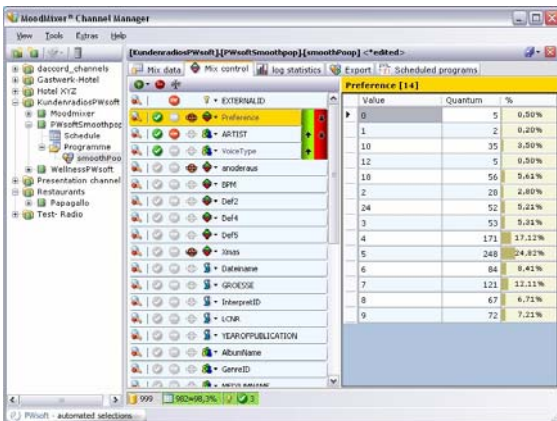 MoodMixer® Channel Manager
View Tools Extras Help
[KundenradiosPWsoft].[PWsoftSmoothpop].[smoothPoop] <*edited>
Mix data Mix control log statistics Export Scheduled programs
daccord_channels
Gastwerk-Hotel
Hotel XYZ
KundenradiosPWsoft
Moodmixer
PWsoftSmoothpop
Schedule
Programme
smoothPoo
WellnessPWsoft
Presentation channel
Restaurants
Papagallo
Test- Radio
EXTERNALID
Preference
ARTIST
VoiceType
anoderaus
BPM
Def2
Def4
Def5
Xmas
Dateiname
GROESSE
InterpretID
LCNR
YEAROFPUBLICATION
AlbumName
GenreID
Preference [14]
Value Quantum %
0 5 0,50%
1 2 0,20%
10 35 3,50%
12 5 0,50%
18 56 5,61%
2 28 2,80%
24 52 5,21%
3 53 5,31%
4 171 17,12%
5 248 24,82%
6 84 8,41%
7 121 12,11%
8 67 6,71%
9 72 7,21%
999 982=98,3% 3
PWsoft - automated selections